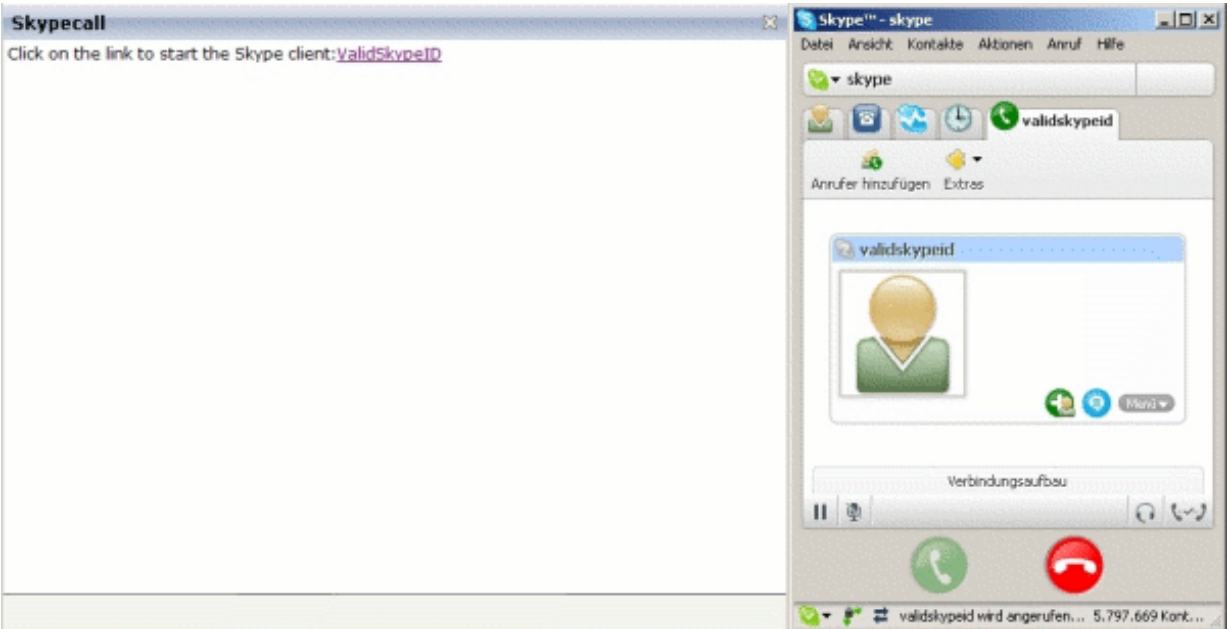 Skypecall
Click on the link to start the Skype client:ValidSkypeID
Skype™ - skype
Datei Ansicht Kontakte Aktionen Anruf Hilfe
skype
validskypeid
Anrufer hinzufügen Extras
validskypeid
Menü
Verbindungsaufbau
validskypeid wird angerufen... 5.797.669 Kont...